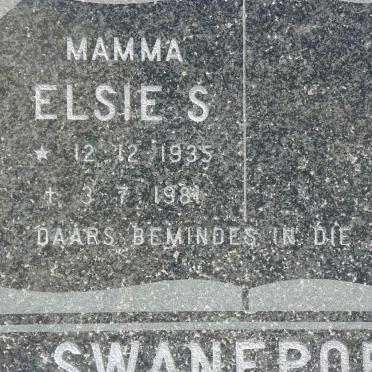 MAMMA
ELSIE S
* 12 12 1935
† 3 7 1981
DAARS BEMINDES IN DIE